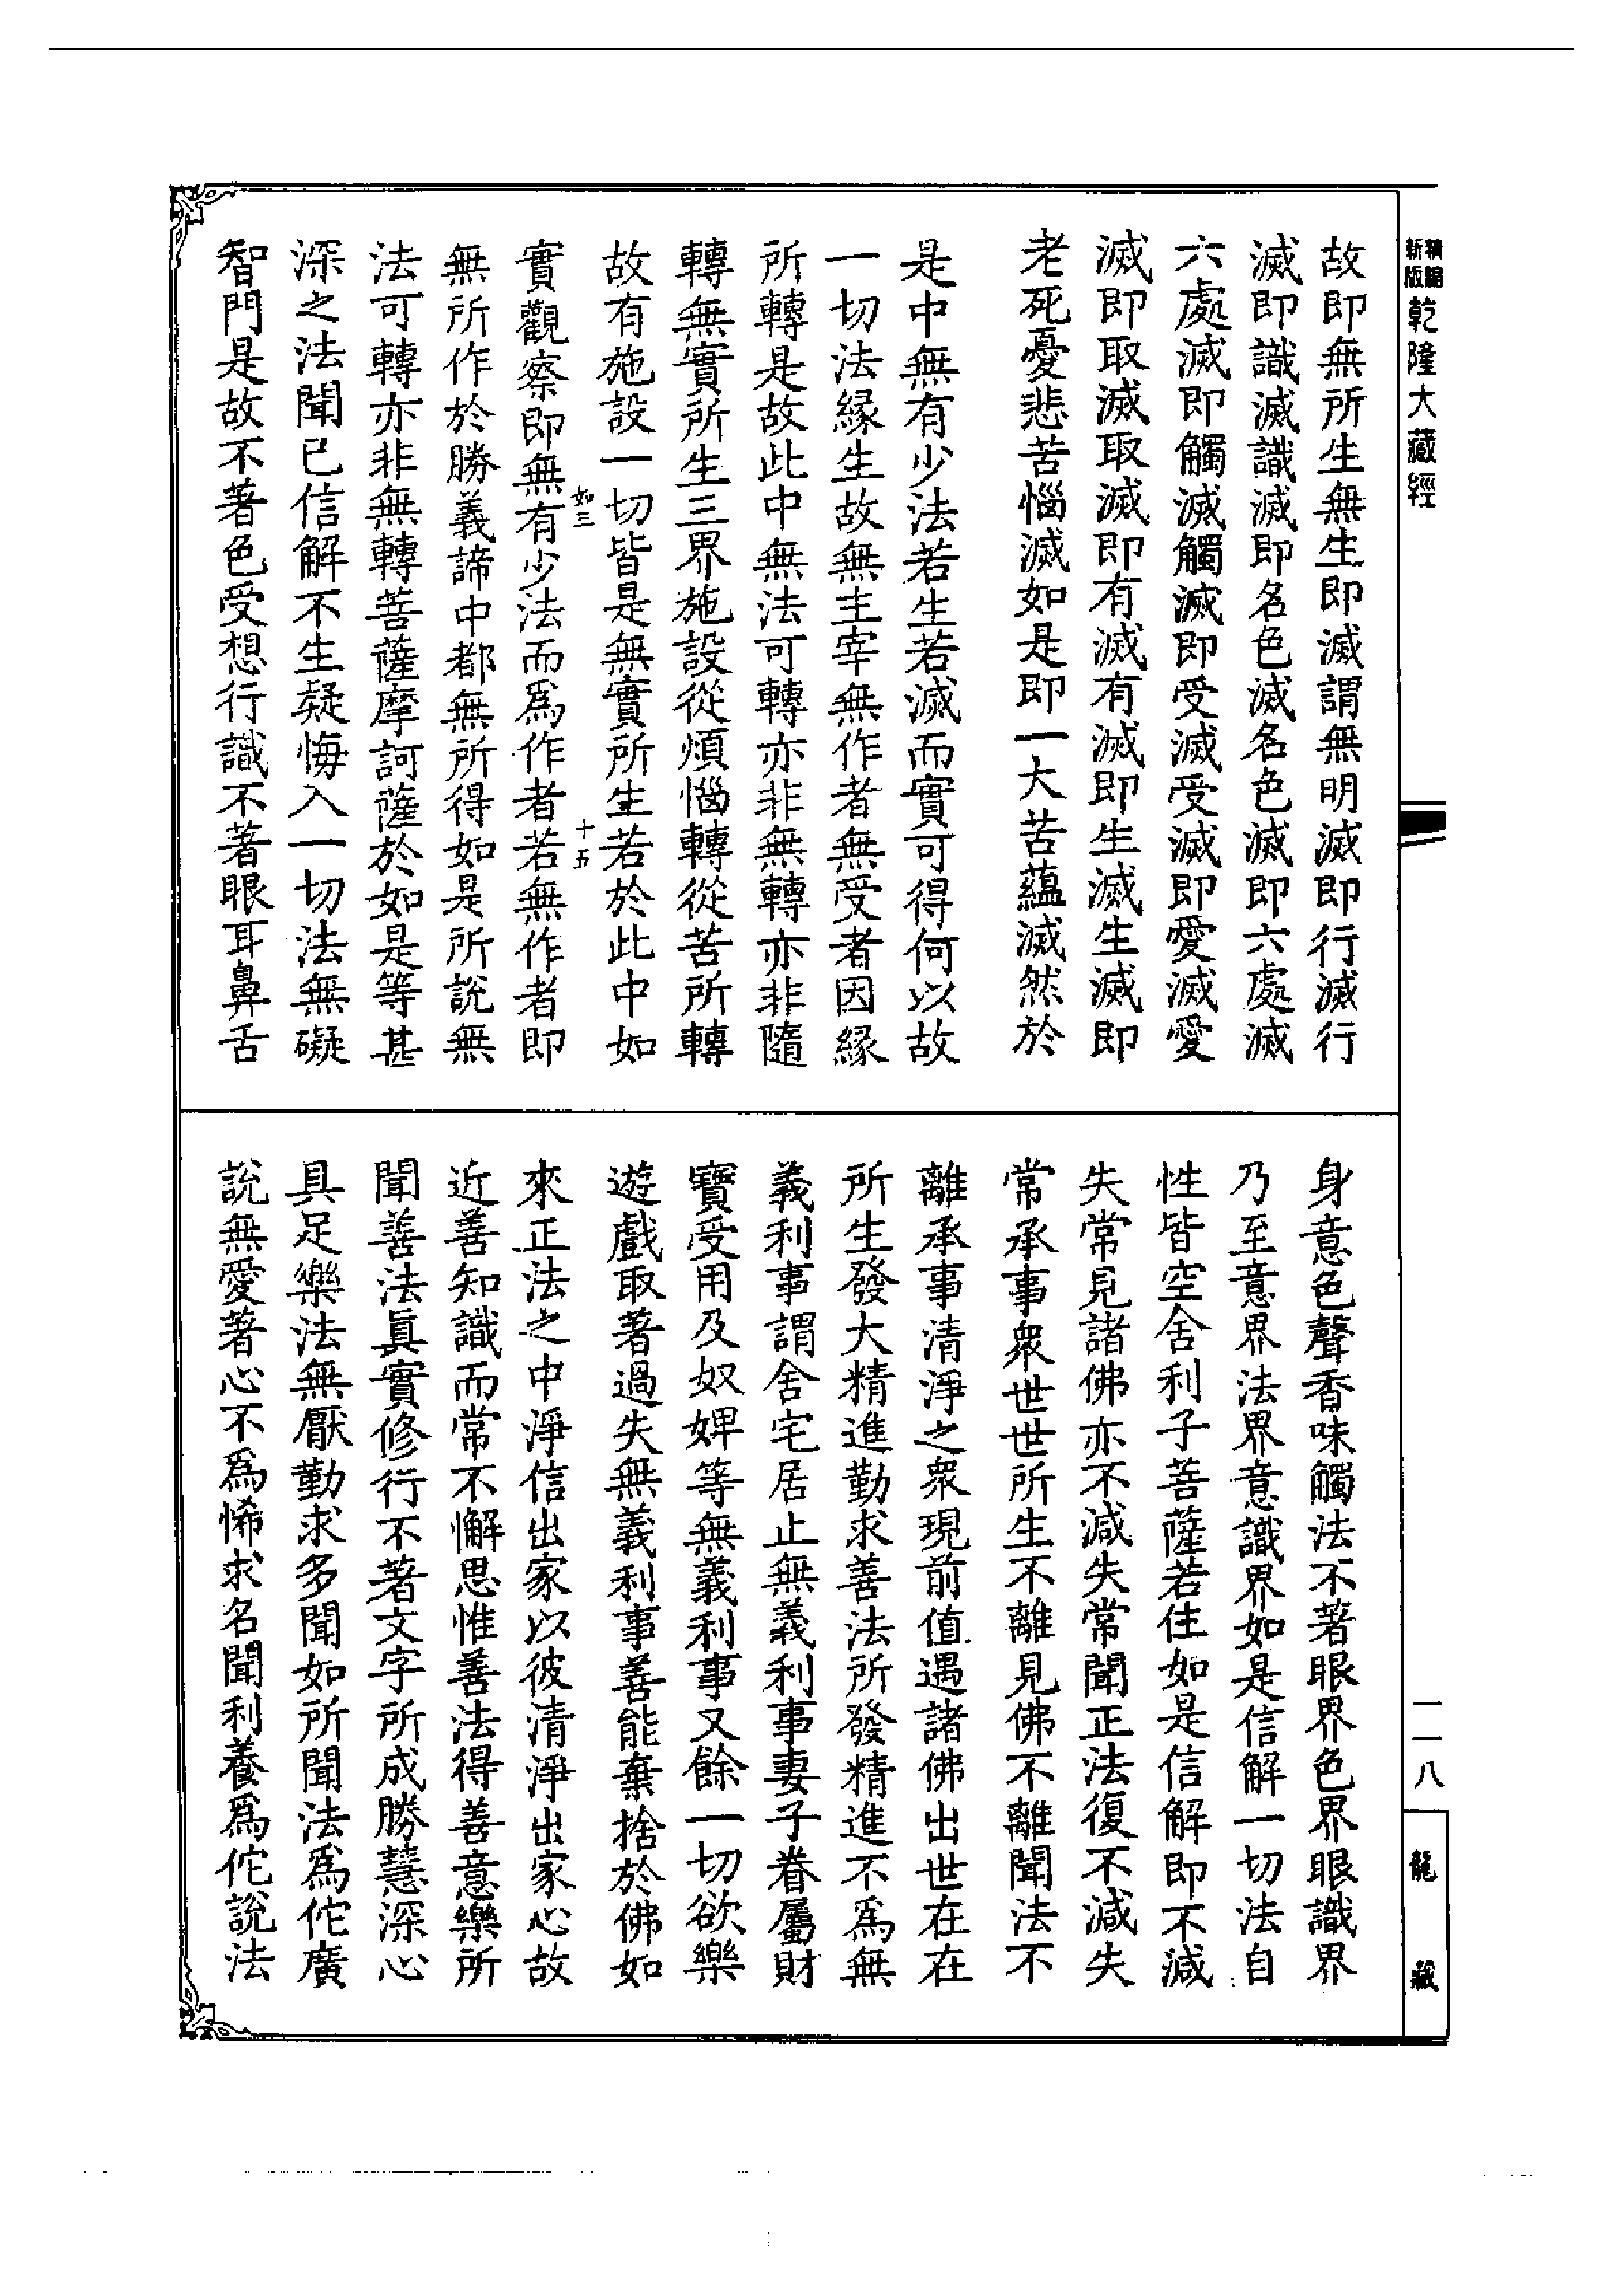 精縮新版乾隆大藏經
故即無所生無生即滅謂無明滅即行滅行
滅即識滅識滅即名色滅名色滅即六處滅
六處滅即觸滅觸滅即受滅受滅即愛滅愛
滅即取滅取滅即有滅有滅即生滅生滅即
老死憂悲苦惱滅如是即一大苦蘊滅然於
是中無有少法若生若滅而實可得何以故
一切法緣生故無主宰無作者無受者因緣
所轉是故此中無法可轉亦非無轉亦非隨
轉無實所生三界施設從煩惱轉從苦所轉
故有施設一切皆是無實所生若於此中如
如三
十五
實觀察即無有少法而為作者若無作者即
無所作於勝義諦中都無所得如是所說無
法可轉亦非無轉菩薩摩訶薩於如是等甚
深之法聞已信解不生疑悔入一切法無礙
智門是故不著色受想行識不著眼耳鼻舌
身意色聲香味觸法不著眼界色界眼識界
乃至意界法界意識界如是信解一切法自
性皆空舍利子菩薩若住如是信解即不減
失常見諸佛亦不減失常聞正法復不減失
常承事眾世世所生不離見佛不離聞法不
離承事清淨之眾現前值遇諸佛出世在在
所生發大精進勤求善法所發精進不為無
義利事謂舍宅居止無義利事妻子眷屬財
寶受用及奴婢等無義利事又餘一切欲樂
遊戲取著過失無義利事善能棄捨於佛如
來正法之中淨信出家以彼清淨出家心故
近善知識而常不懈思惟善法得善意樂所
聞善法真實修行不著文字所成勝慧深心
具足樂法無厭勤求多聞如所聞法為佗廣
說無愛著心不為悕求名聞利養為佗說法
一一八
龍藏